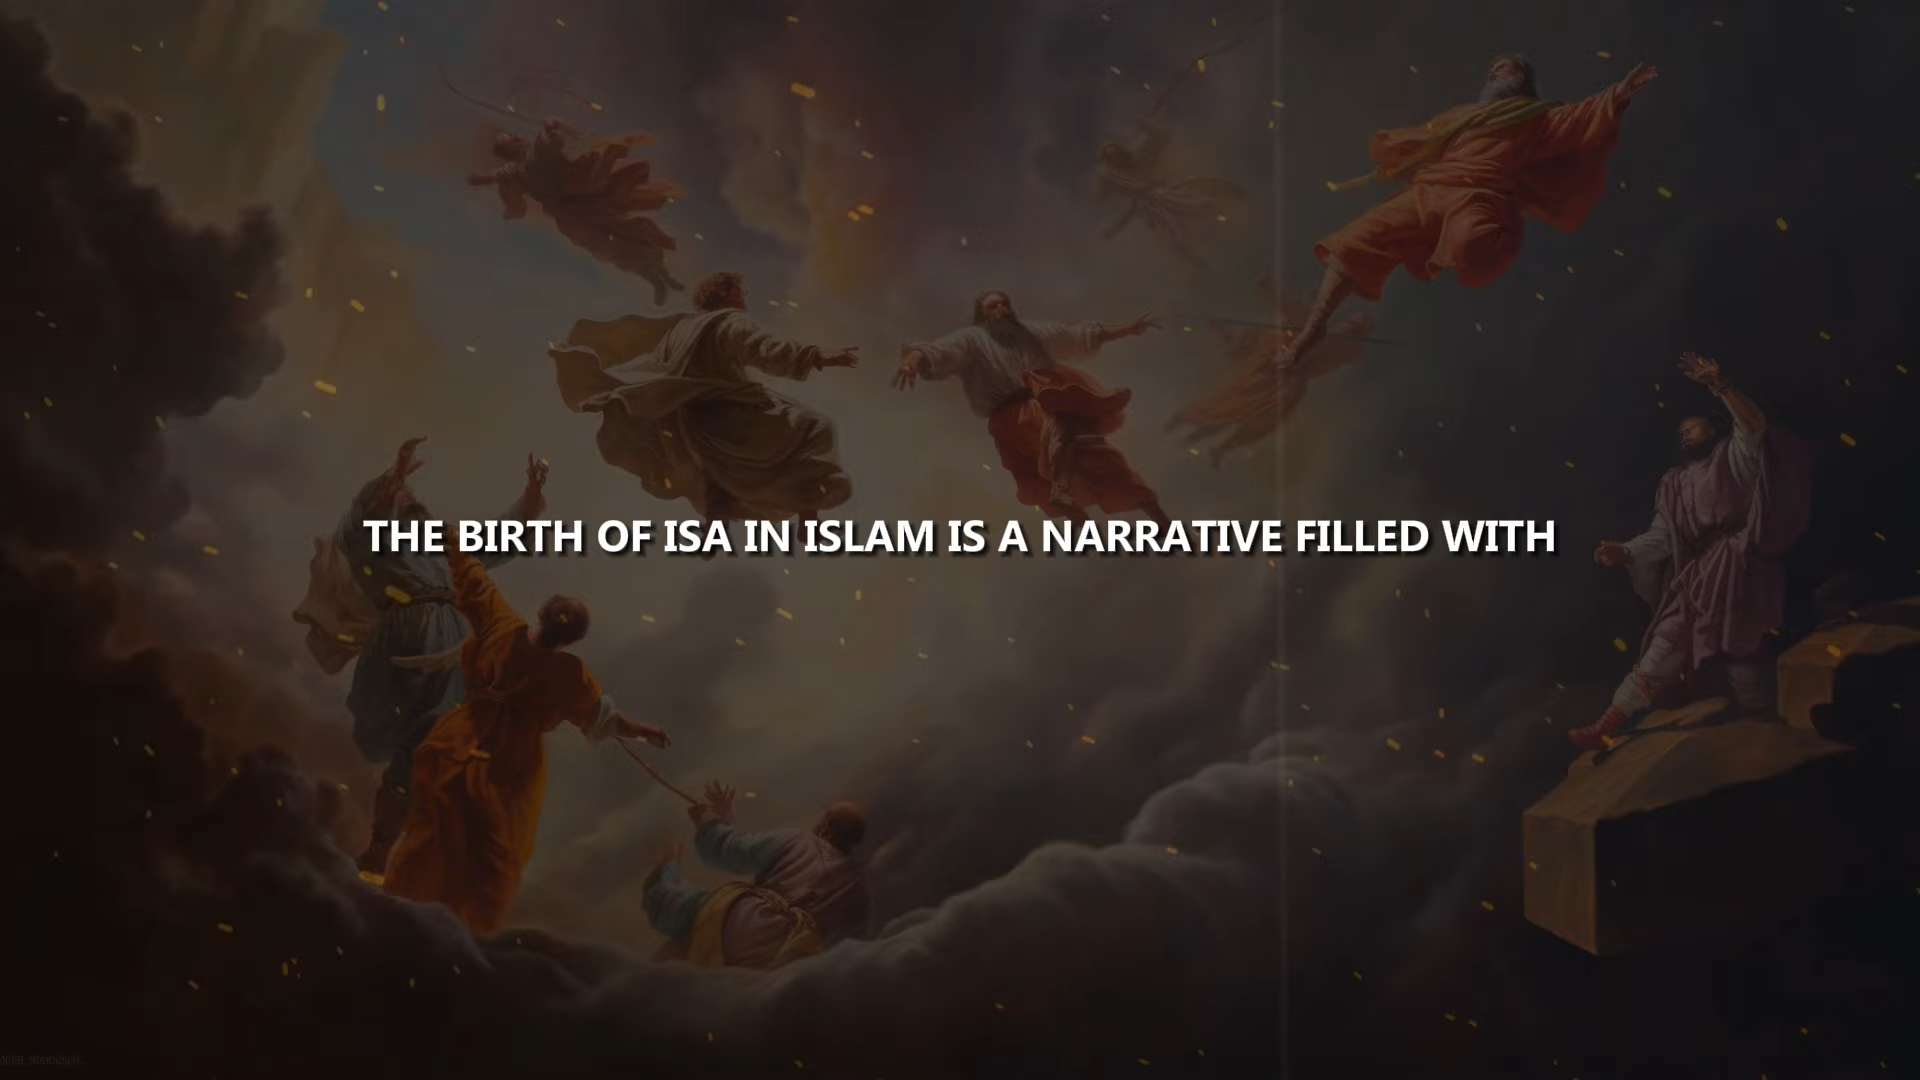 THE BIRTH OF ISA IN ISLAM IS A NARRATIVE FILLED WITH